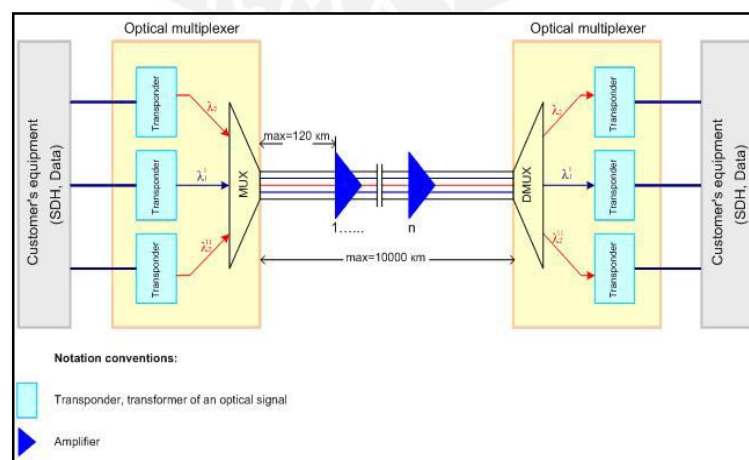 Optical multiplexer
Optical multiplexer
Customer's equipment
(SDH, Data)
Transponder
Transponder
Transponder
MUX
max=120 км
1......
n
max=10000 км
DMUX
Transponder
Transponder
Transponder
Customer's equipment
(SDH, Data)
Notation conventions:
Transponder, transformer of an optical signal
Amplifier